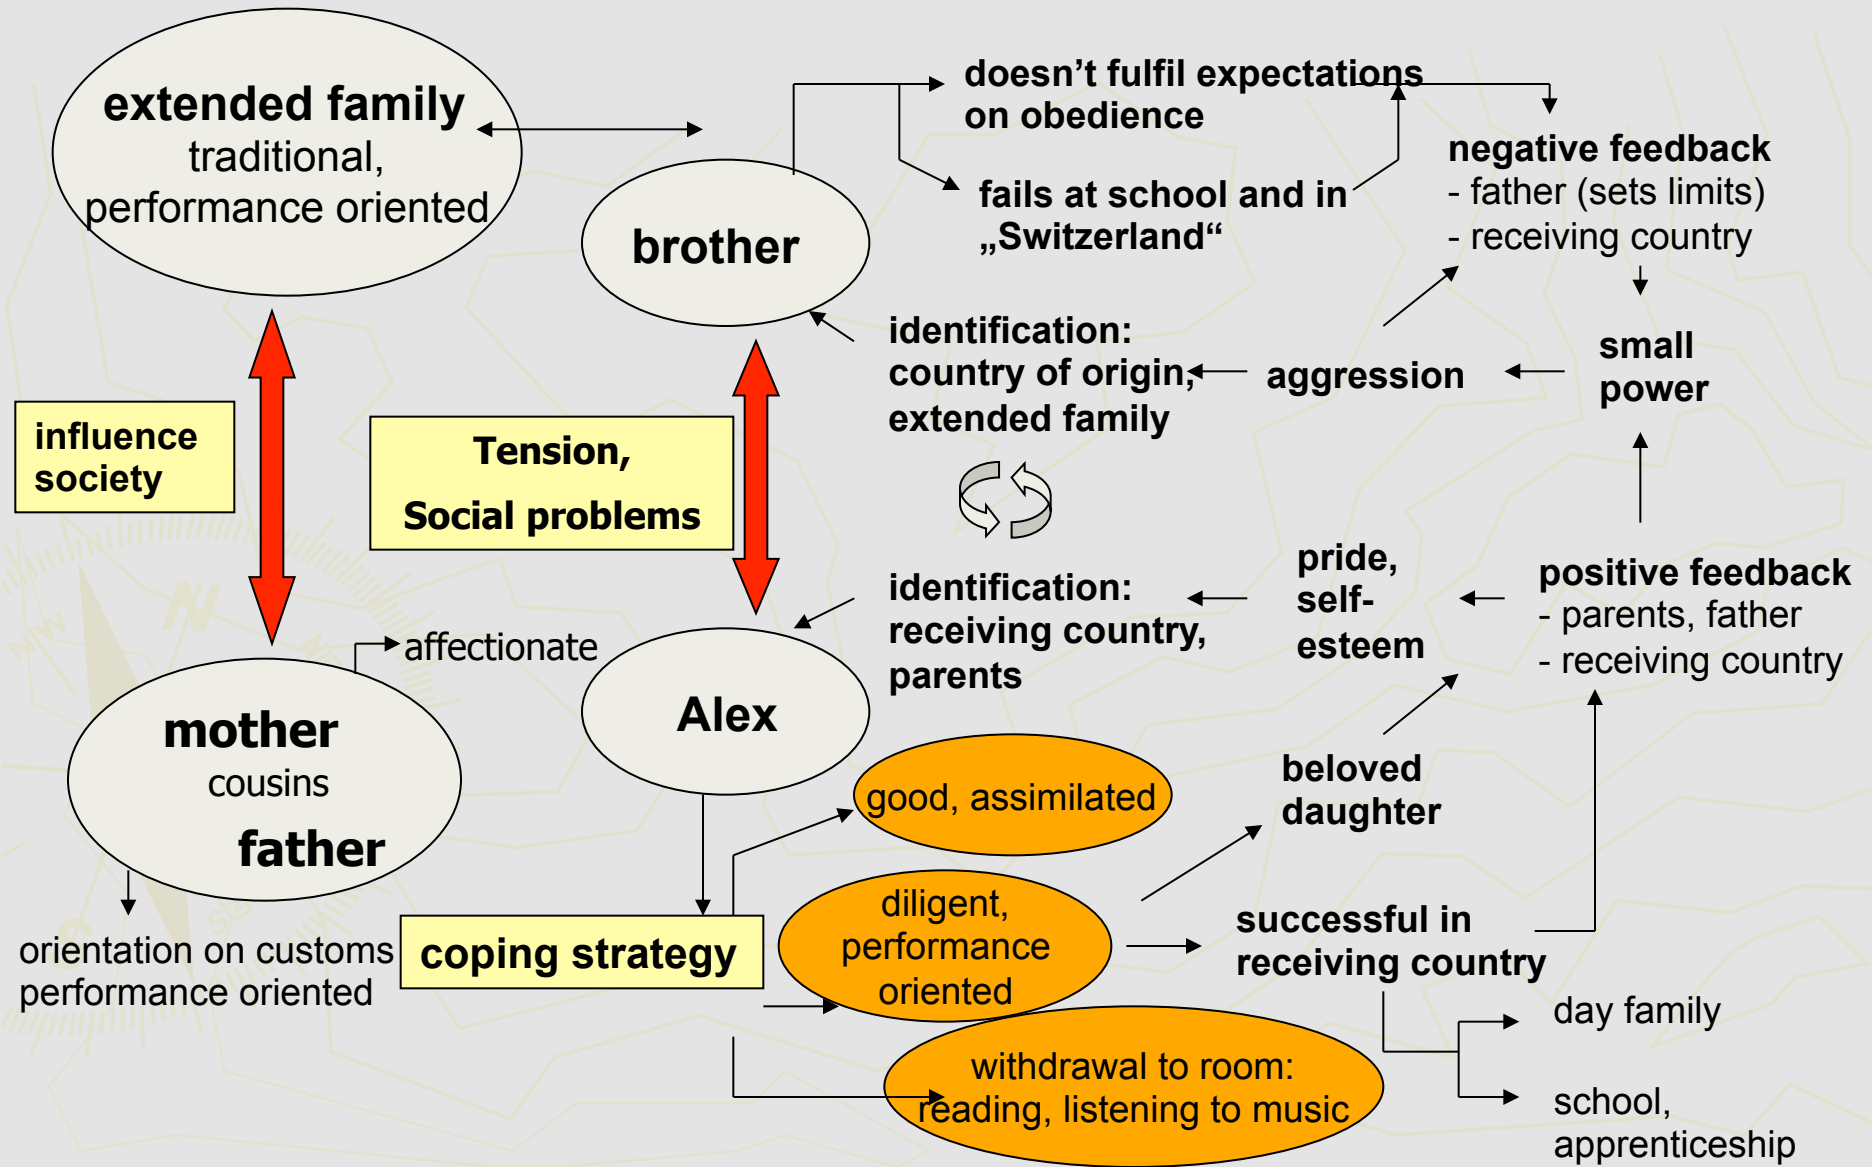 extended family
traditional,
performance oriented
brother
doesn’t fulfil expectations
on obedience
fails at school and in
„Switzerland“
negative feedback
- father (sets limits)
- receiving country
small
power
aggression
identification:
country of origin,
extended family
influence
society
Tension,
Social problems
identification:
receiving country,
parents
pride,
self-
esteem
positive feedback
- parents, father
- receiving country
affectionate
mother
cousins
father
Alex
good, assimilated
beloved
daughter
orientation on customs
performance oriented
coping strategy
diligent,
performance
oriented
successful in
receiving country
withdrawal to room:
reading, listening to music
day family
school,
apprenticeship
NW
N
S